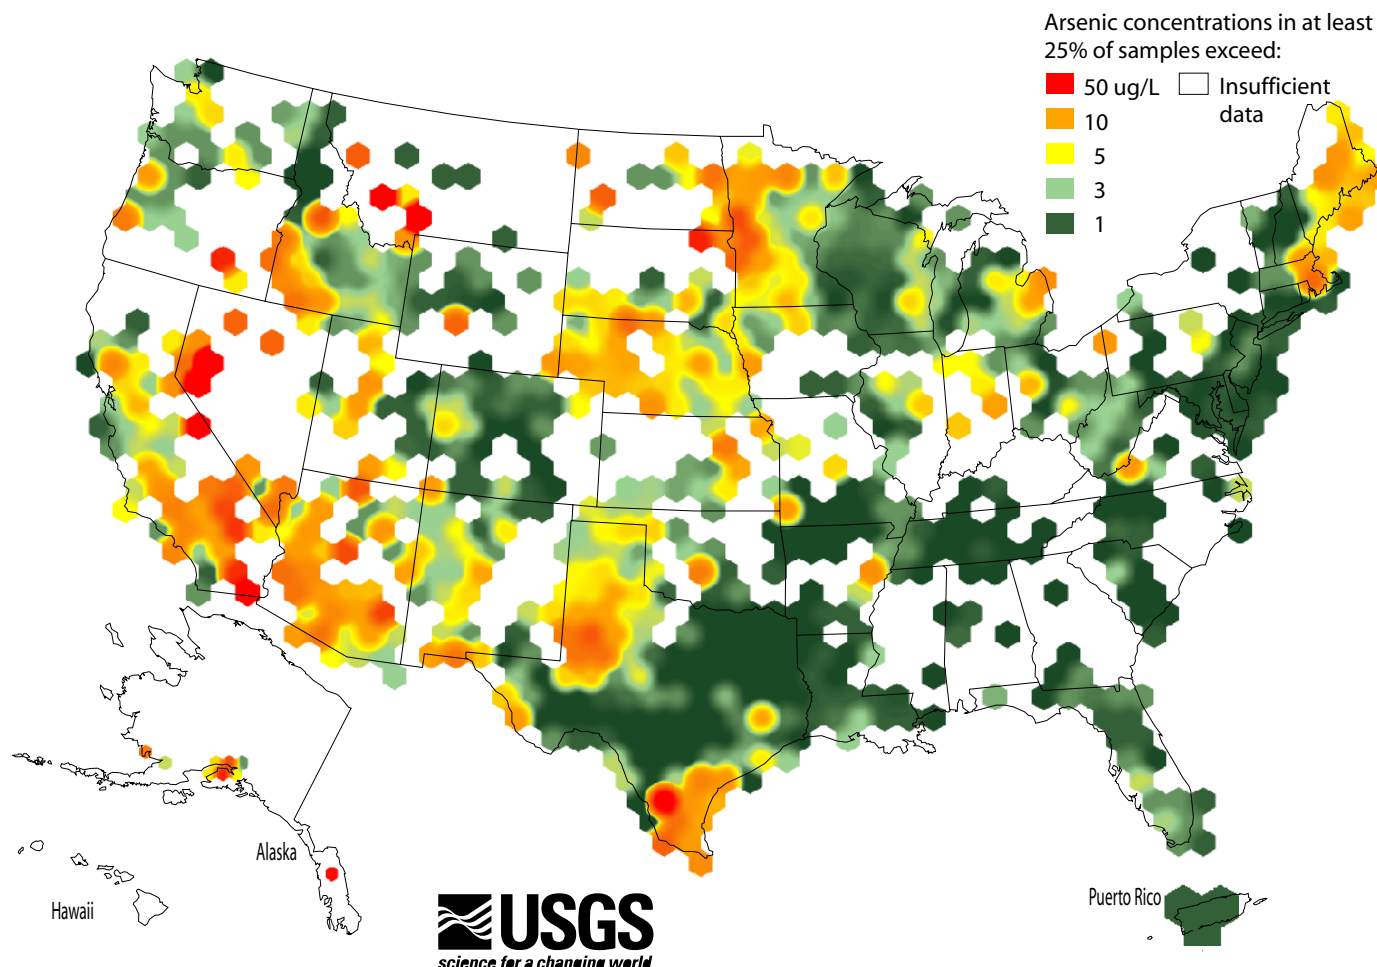 Arsenic concentrations in at least
25% of samples exceed:
50 ug/L
Insufficient
data
10
5
3
1
Alaska
Hawaii
Puerto Rico
USGS
science for a changing world